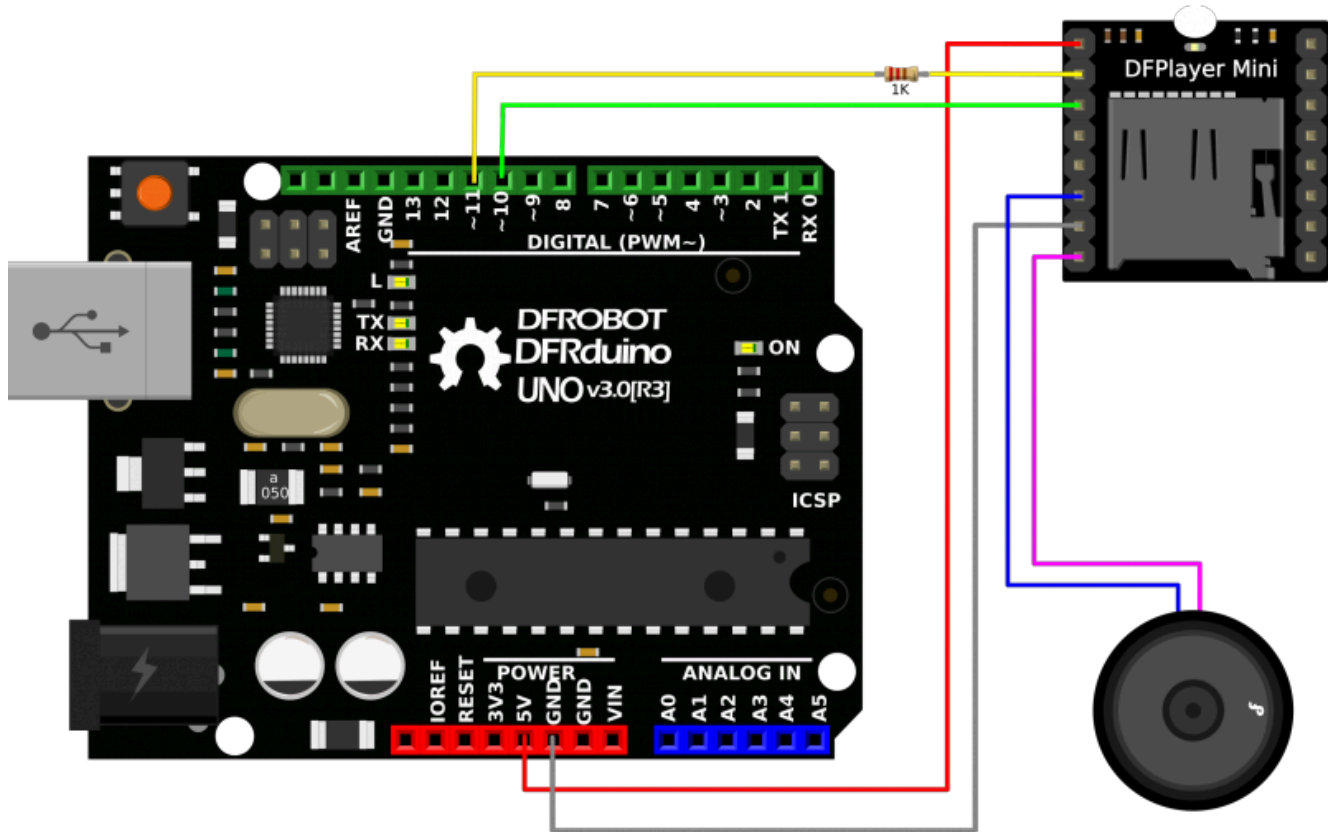 DFPlayer Mini
1K
AREF
GND
13
12
~11
~10
~9
8
7
~6
~5
4
~3
2
TX 1
RX 0
DIGITAL (PWM~)
L
TX
RX
DFROBOT
DFRduino
UNO v3.0[R3]
ON
ICSP
a
050
POWER
ANALOG IN
IOREF
RESET
3V3
5V
GND
GND
VIN
A0
A1
A2
A3
A4
A5